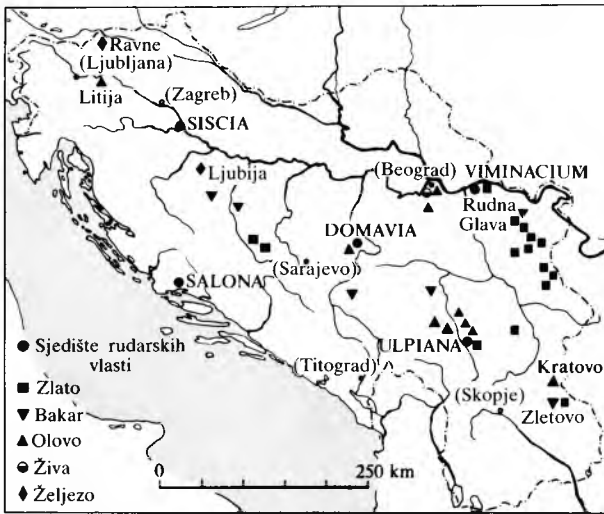 Ravne
(Ljubljana)
Litija
(Zagreb)
SISCIA
Ljubija
(Beograd)
VIMINACIUM
Rudna
Glava
DOMAVIA
(Sarajevo)
SALONA
ULPIANA
(Titograd)
Kratovo
(Skopje)
Zletovo
Sjedište rudarskih
vlasti
Zlato
Bakar
Olovo
Živa
Željezo
0 250 km